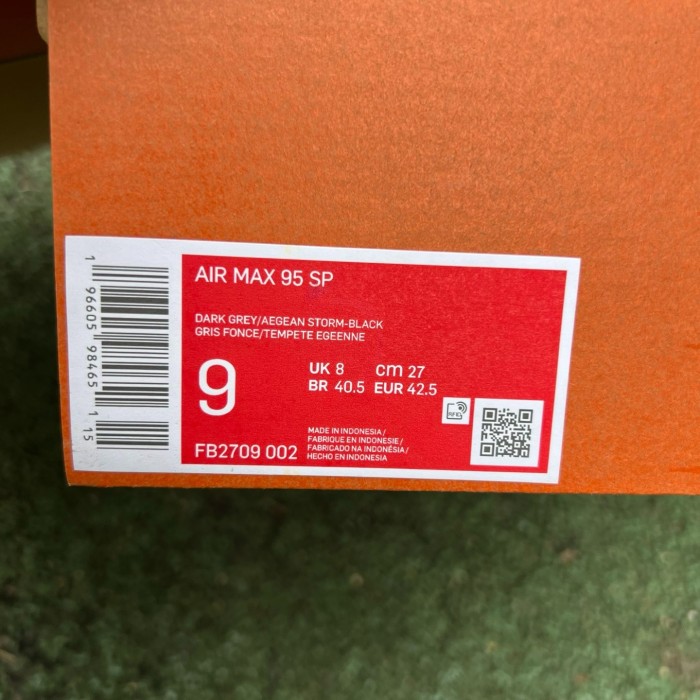 AIR MAX 95 SP
DARK GREY/AEGEAN STORM-BLACK
GRIS FONCE/TEMPETE EGEENNE
9
UK 8 cm 27
BR 40.5 EUR 42.5
FB2709 002
MADE IN INDONESIA/
FABRIQUE EN INDONESIE/
FABRICADO NA INDONÉSIA/
HECHO EN INDONESIA
RFID
1 96605 98465 1 15